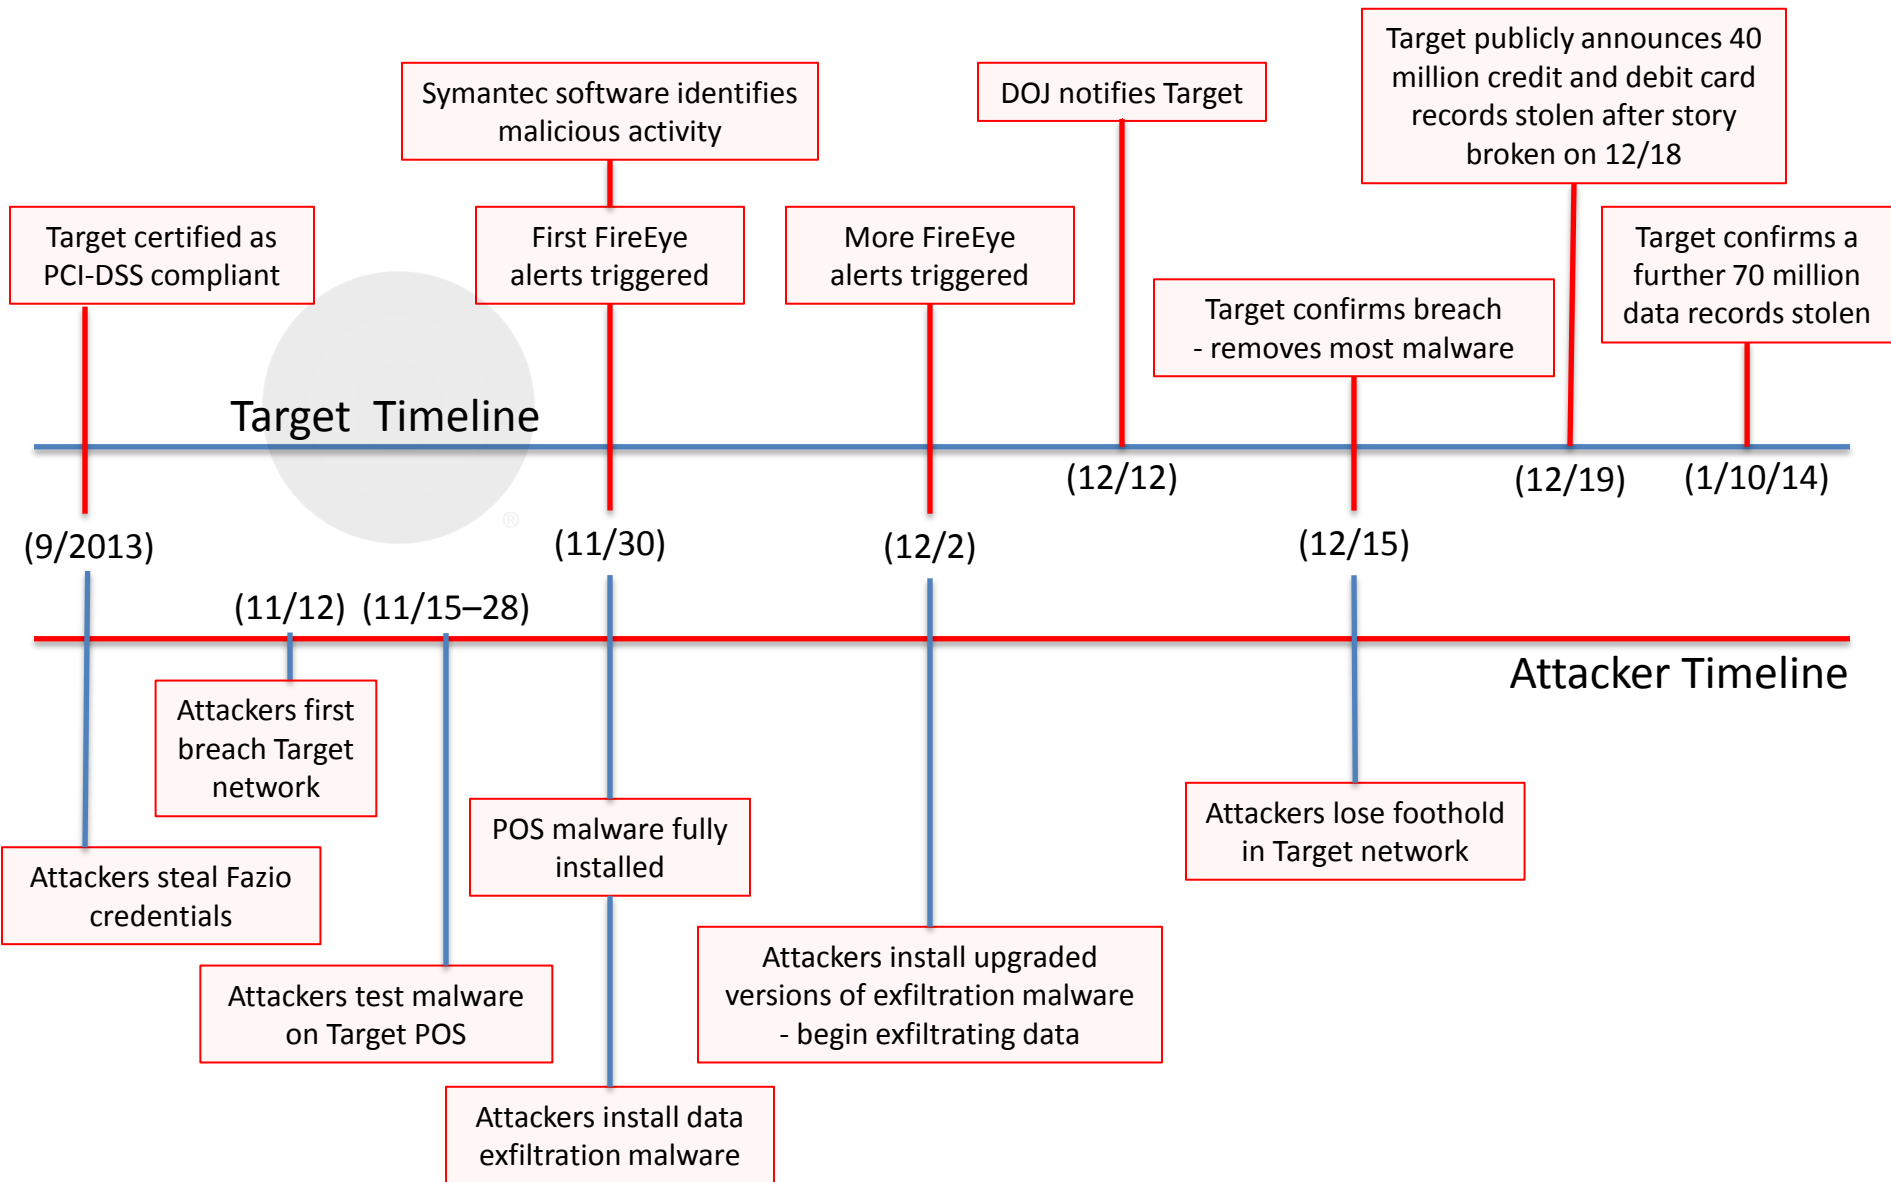 Target publicly announces 40
million credit and debit card
records stolen after story
broken on 12/18
Symantec software identifies
malicious activity
DOJ notifies Target
Target certified as
PCI-DSS compliant
First FireEye
alerts triggered
More FireEye
alerts triggered
Target confirms breach
- removes most malware
Target confirms a
further 70 million
data records stolen
Target Timeline
(12/12)
(12/19)
(1/10/14)
®
(9/2013)
(11/30)
(12/2)
(12/15)
(11/12)
(11/15–28)
Attacker Timeline
Attackers first
breach Target
network
Attackers steal Fazio
credentials
POS malware fully
installed
Attackers lose foothold
in Target network
Attackers test malware
on Target POS
Attackers install upgraded
versions of exfiltration malware
- begin exfiltrating data
Attackers install data
exfiltration malware